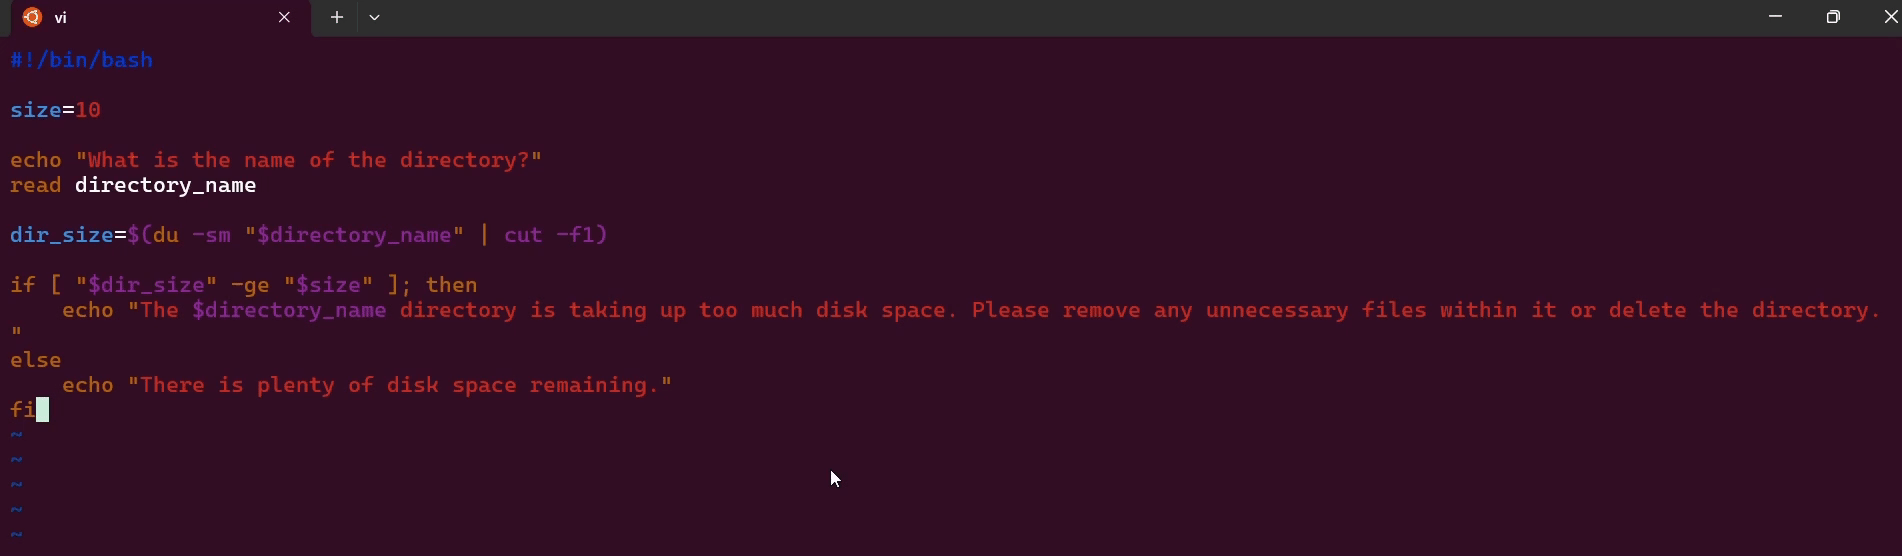 vi
#!/bin/bash
size=10
echo "What is the name of the directory?"
read directory_name
dir_size=$(du -sm "$directory_name" | cut -f1)
if [ "$dir_size" -ge "$size" ]; then
    echo "The $directory_name directory is taking up too much disk space. Please remove any unnecessary files within it or delete the directory.
"
else
    echo "There is plenty of disk space remaining."
fi
~
~
~
~
~